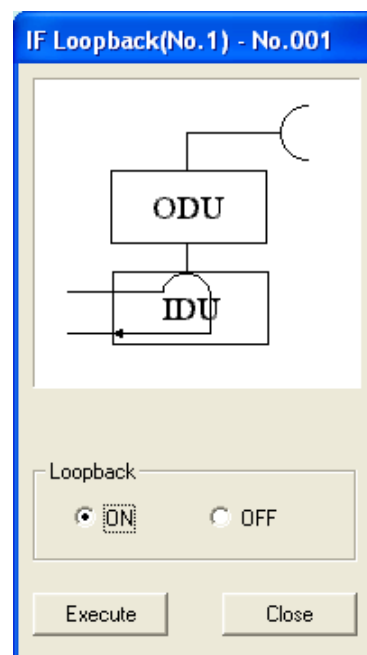 IF Loopback(No.1) - No.001
ODU
IDU
Loopback
ON OFF
Execute Close